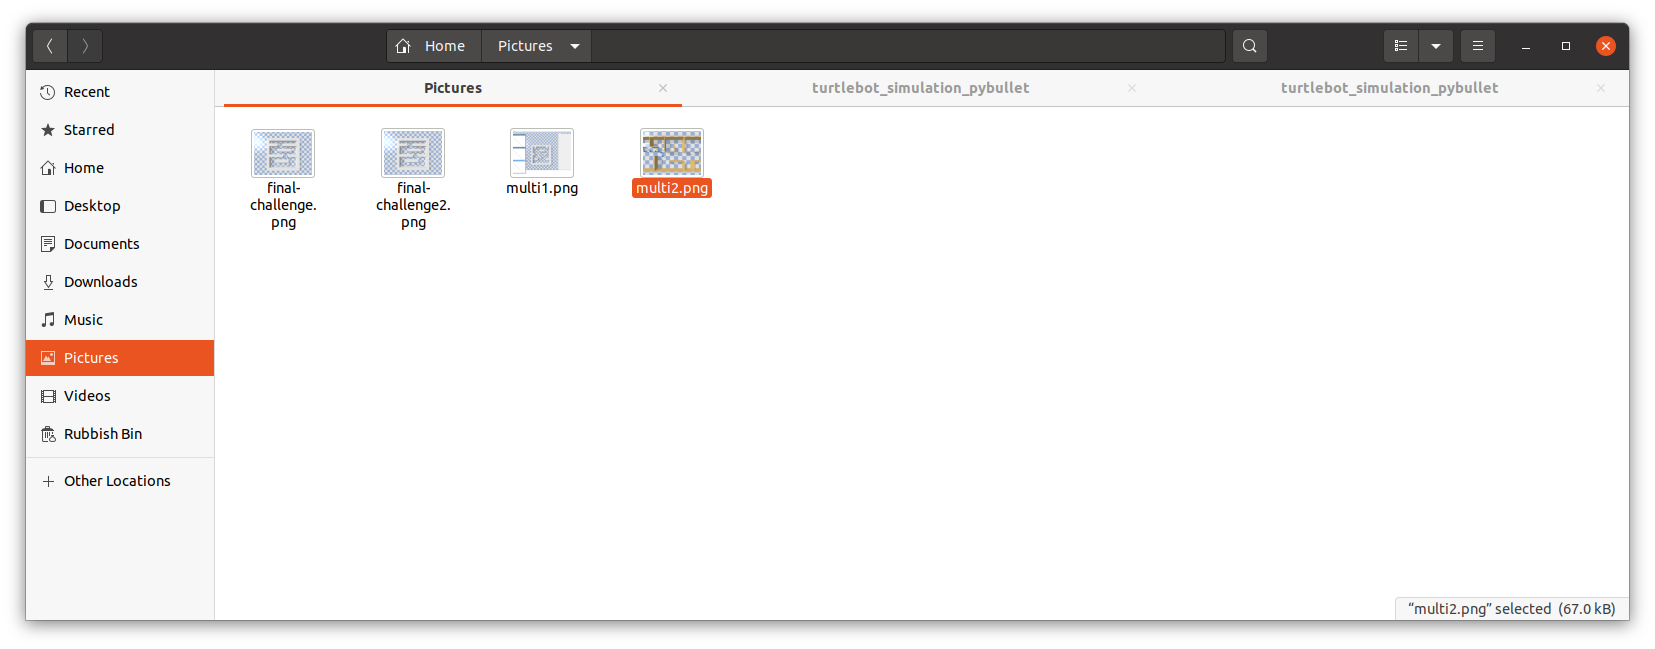 Home Pictures
Pictures
turtlebot_simulation_pybullet
turtlebot_simulation_pybullet
Recent
Starred
Home
Desktop
Documents
Downloads
Music
Pictures
Videos
Rubbish Bin
Other Locations
final-
challenge.
png
final-
challenge2.
png
multi1.png
multi2.png
“multi2.png” selected (67.0 kB)